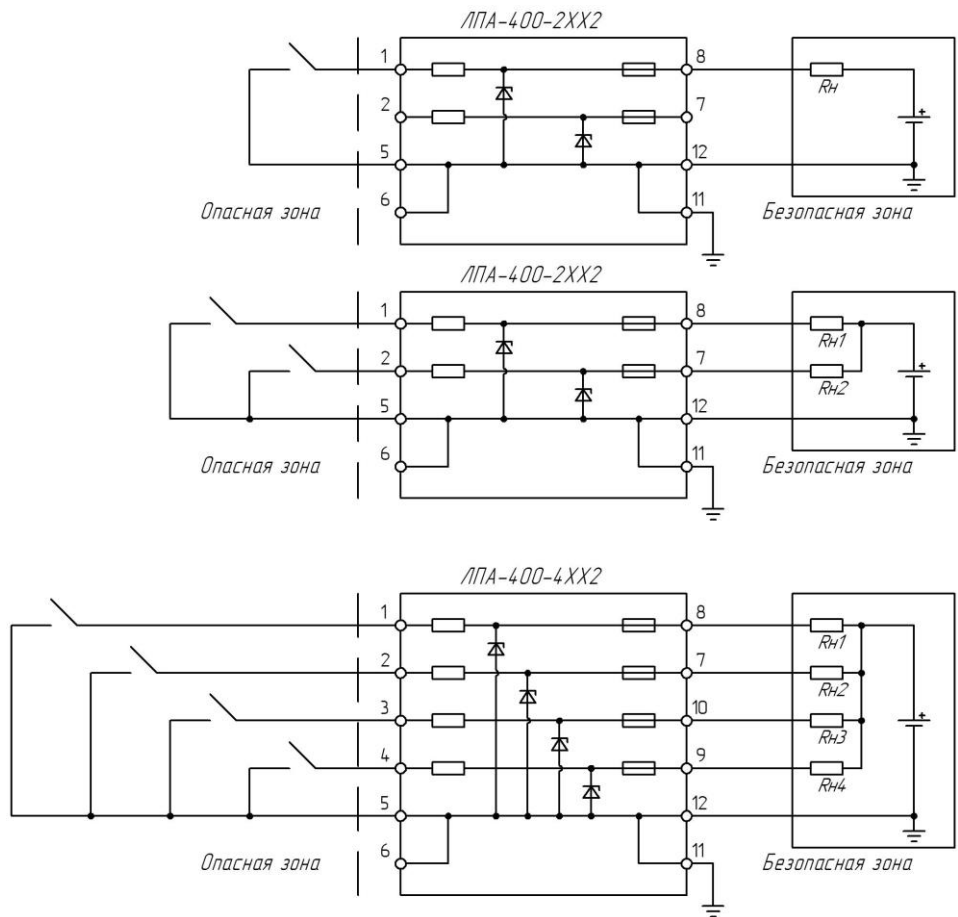 ЛПА-400-2ХХ2
1 8
Rн
+
2 7
5 12
6 11
Опасная зона Безопасная зона
ЛПА-400-2ХХ2
1 8
Rн1
+
2 7
Rн2
5 12
6 11
Опасная зона Безопасная зона
ЛПА-400-4ХХ2
1 8
Rн1
2 7
Rн2
3 10
+
Rн3
4 9
Rн4
5 12
6 11
Опасная зона Безопасная зона